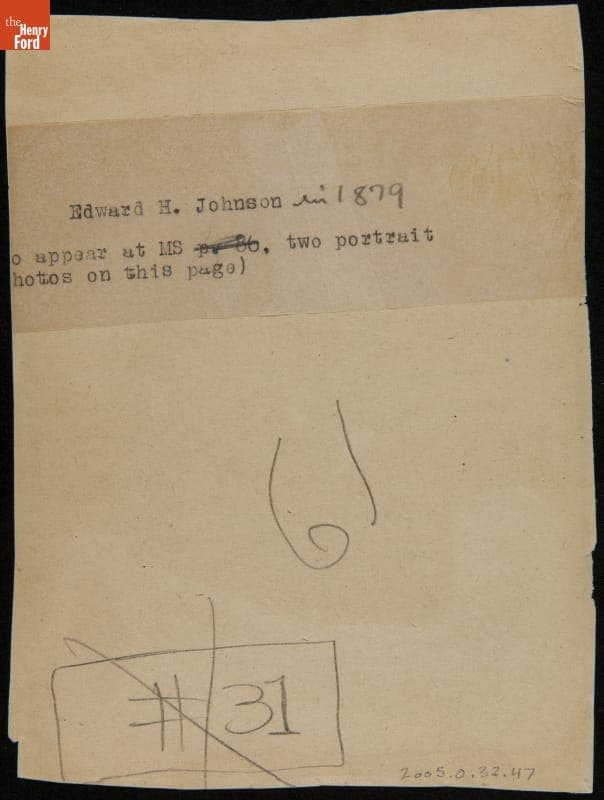 the
Henry
Ford
Edward H. Johnson in 1879
o appear at MS p. 86, two portrait
hotos on this page)
61
#31
2005.0.32.47